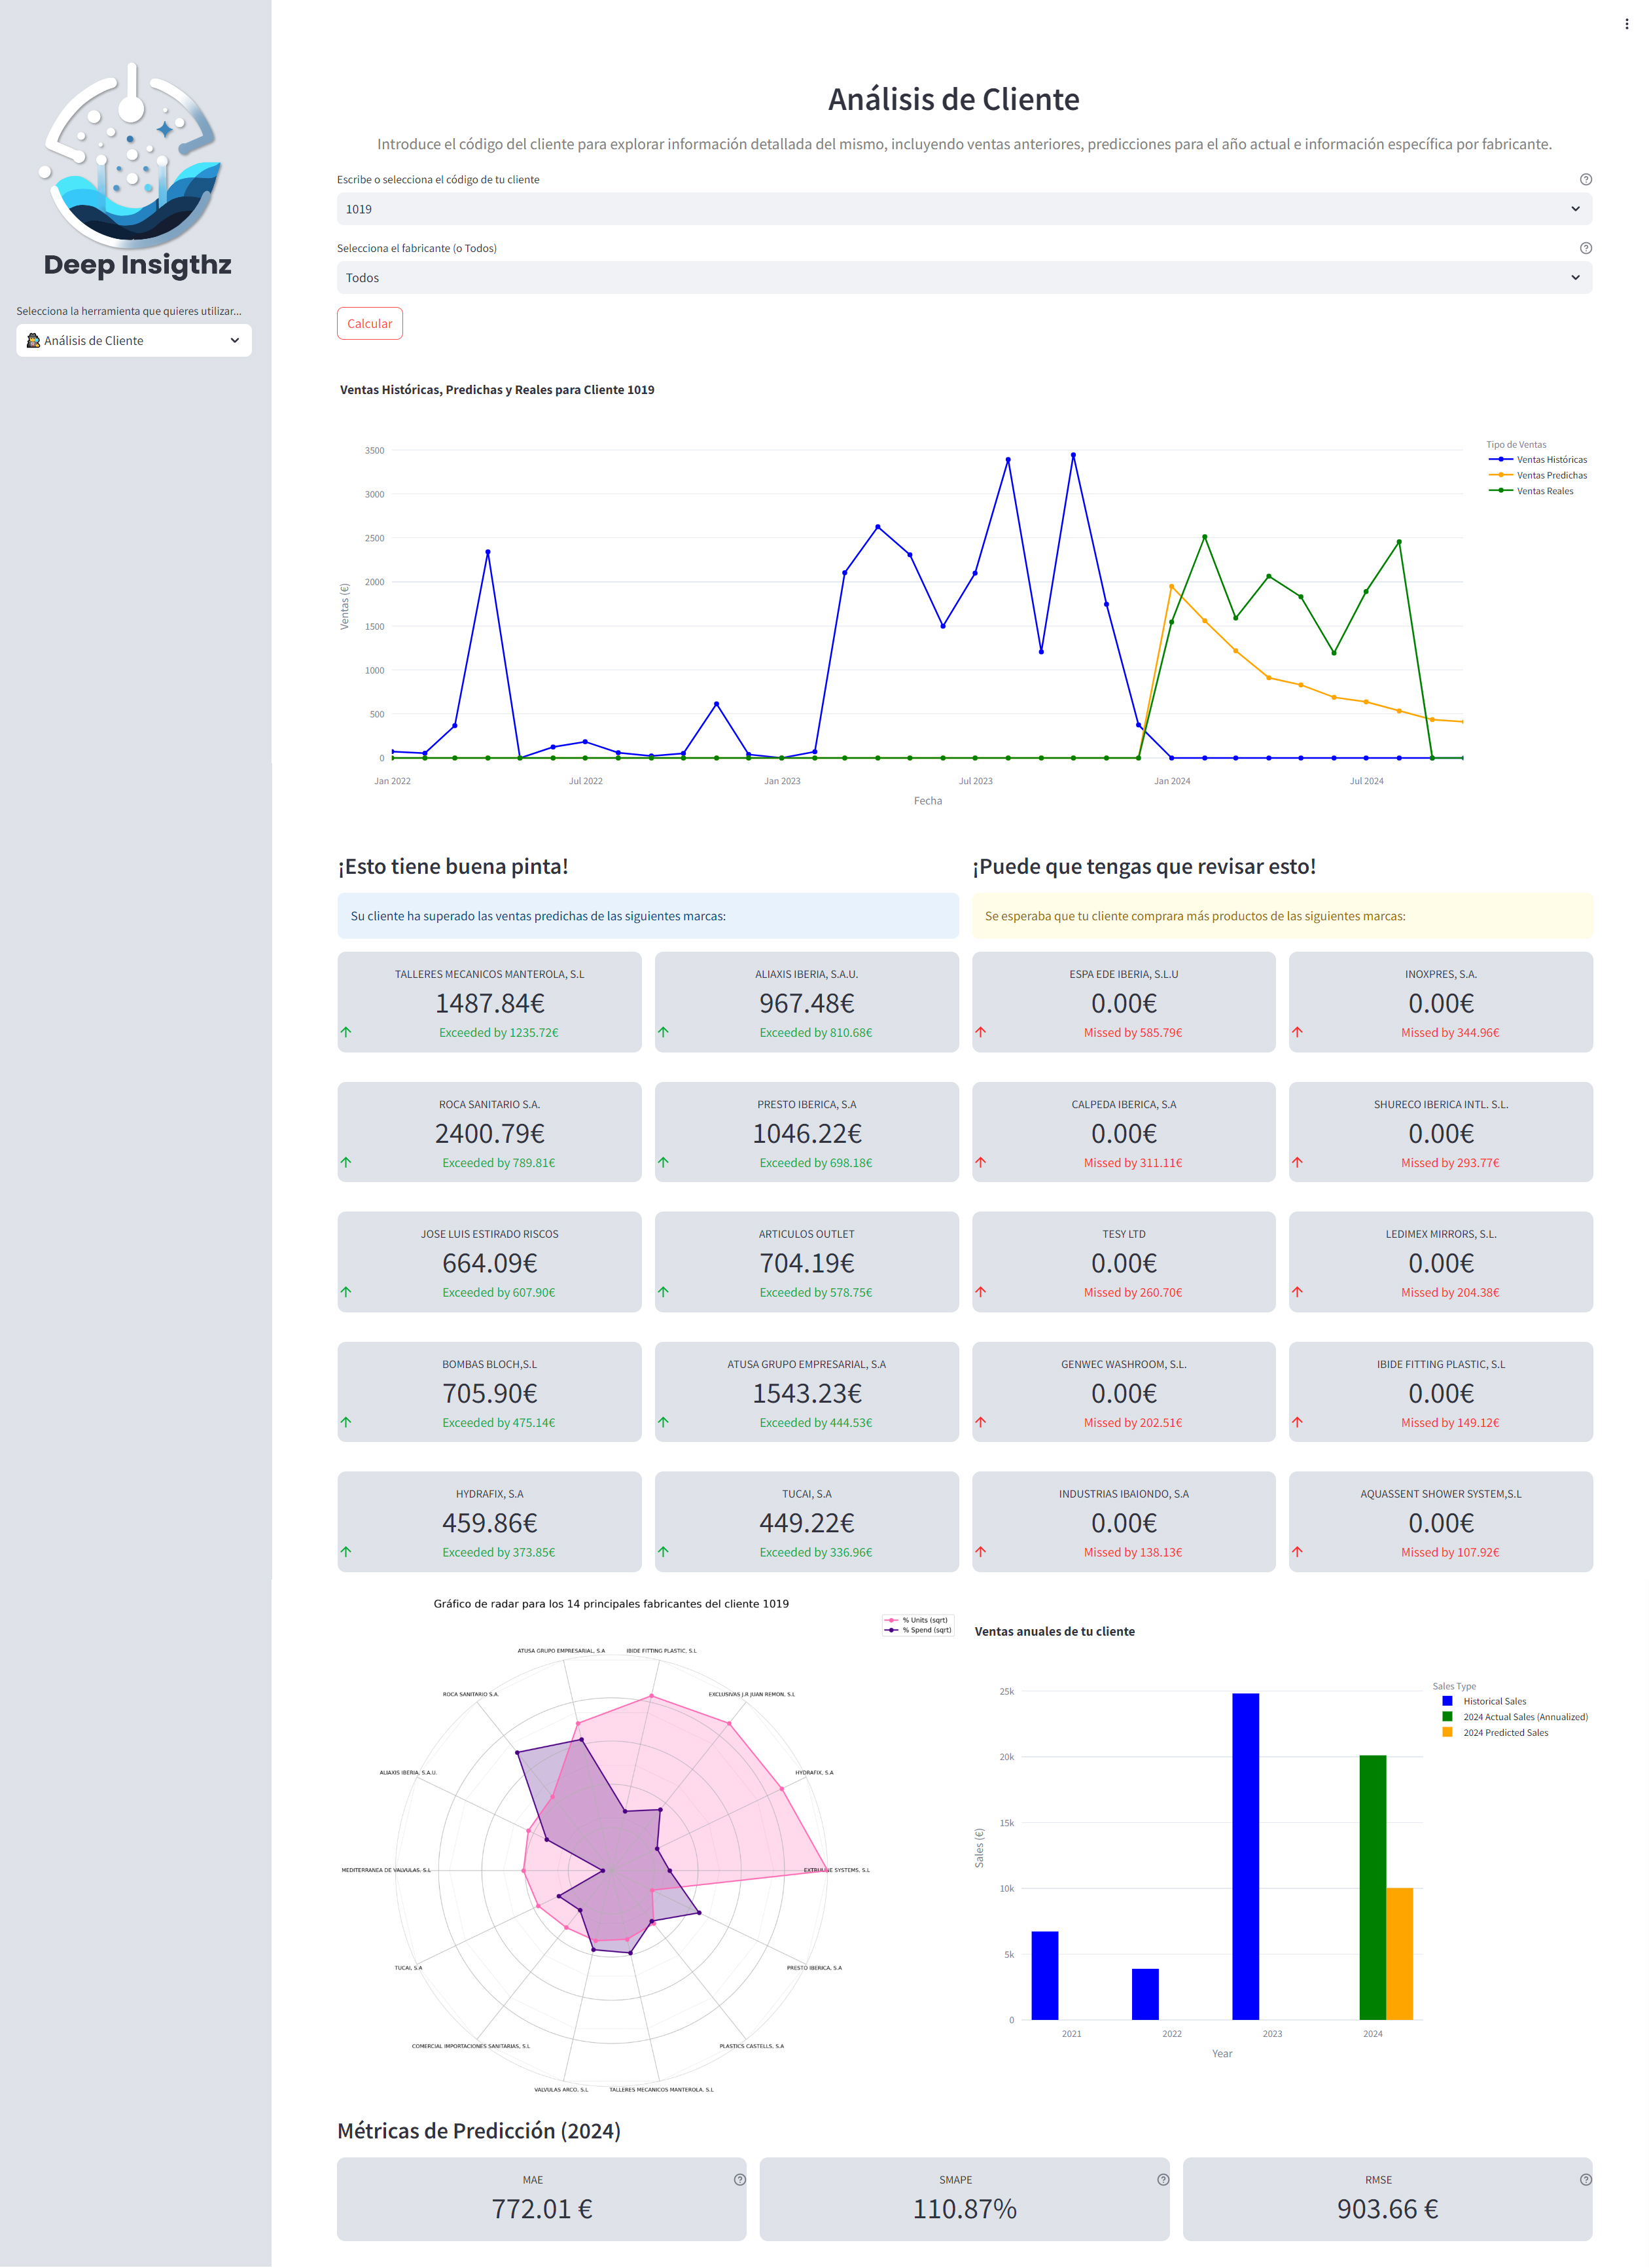 Deep Insigthz
Selecciona la herramienta que quieres utilizar...
Análisis de Cliente
Análisis de Cliente
Introduce el código del cliente para explorar información detallada del mismo, incluyendo ventas anteriores, predicciones para el año actual e información específica por fabricante.
Escribe o selecciona el código de tu cliente
1019
Selecciona el fabricante (o Todos)
Todos
Calcular
Ventas Históricas, Predichas y Reales para Cliente 1019
Tipo de Ventas
Ventas Históricas
Ventas Predichas
Ventas Reales
Ventas (€)
3500
3000
2500
2000
1500
1000
500
0
Jan 2022 Jul 2022 Jan 2023 Jul 2023 Jan 2024 Jul 2024
Fecha
¡Esto tiene buena pinta!
Su cliente ha superado las ventas predichas de las siguientes marcas:
¡Puede que tengas que revisar esto!
Se esperaba que tu cliente comprara más productos de las siguientes marcas:
TALLERES MECANICOS MANTEROLA, S.L
1487.84€
Exceeded by 1235.72€
ALIAXIS IBERIA, S.A.U.
967.48€
Exceeded by 810.68€
ESPA EDE IBERIA, S.L.U
0.00€
Missed by 585.79€
INOXPRES, S.A.
0.00€
Missed by 344.96€
ROCA SANITARIO S.A.
2400.79€
Exceeded by 789.81€
PRESTO IBERICA, S.A
1046.22€
Exceeded by 698.18€
CALPEDA IBERICA, S.A
0.00€
Missed by 311.11€
SHURECO IBERICA INTL. S.L.
0.00€
Missed by 293.77€
JOSE LUIS ESTIRADO RISCOS
664.09€
Exceeded by 607.90€
ARTICULOS OUTLET
704.19€
Exceeded by 578.75€
TESY LTD
0.00€
Missed by 260.70€
LEDIMEX MIRRORS, S.L.
0.00€
Missed by 204.38€
BOMBAS BLOCH,S.L
705.90€
Exceeded by 475.14€
ATUSA GRUPO EMPRESARIAL, S.A
1543.23€
Exceeded by 444.53€
GENWEC WASHROOM, S.L.
0.00€
Missed by 202.51€
IBIDE FITTING PLASTIC, S.L
0.00€
Missed by 149.12€
HYDRAFIX, S.A
459.86€
Exceeded by 373.85€
TUCAI, S.A
449.22€
Exceeded by 336.96€
INDUSTRIAS IBAIONDO, S.A
0.00€
Missed by 138.13€
AQUASSENT SHOWER SYSTEM,S.L
0.00€
Missed by 107.92€
Gráfico de radar para los 14 principales fabricantes del cliente 1019
% Units (sqrt)
% Spend (sqrt)
ATUSA GRUPO EMPRESARIAL, S.A
IBIDE FITTING PLASTIC, S.L
ROCA SANITARIO S.A.
EXCLUSIVAS J.R JUAN REMON, S.L
ALIAXIS IBERIA, S.A.U.
HYDRAFIX, S.A
MEDITERRANEA DE VALVULAS, S.L
SYSTEMS, S.L
TUCAI, S.A
PRESTO IBERICA, S.A
COMERCIAL IMPORTACIONES SANITARIAS, S.L
PLASTICS CASTELLS, S.A
VALVULAS ARCO, S.L
TALLERES MECANICOS MANTEROLA, S.L
Ventas anuales de tu cliente
Sales Type
Historical Sales
2024 Actual Sales (Annualized)
2024 Predicted Sales
Sales (€)
25k
20k
15k
10k
5k
0
2021 2022 2023 2024
Year
Métricas de Predicción (2024)
MAE
772.01 €
SMAPE
110.87%
RMSE
903.66 €